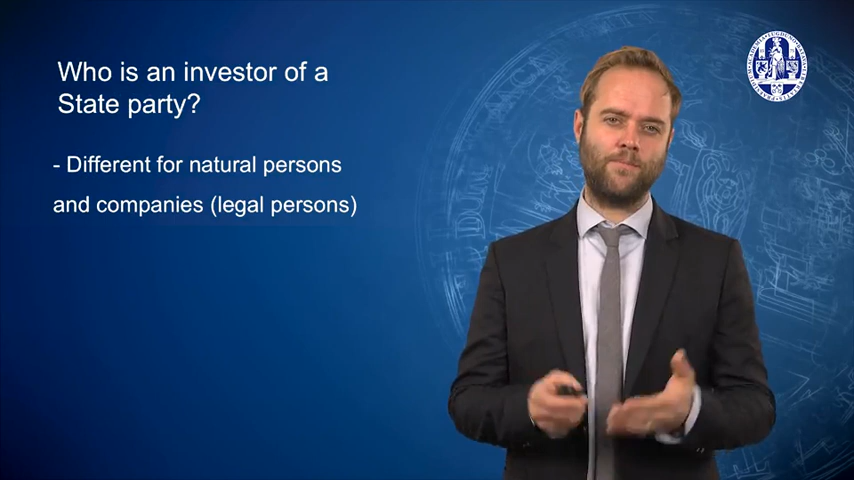 Who is an investor of a
State party?
- Different for natural persons
and companies (legal persons)